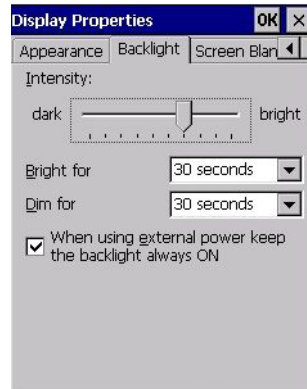 Display Properties OK ×
Appearance Backlight Screen Blan
Intensity:
dark bright
Bright for 30 seconds
Dim for 30 seconds
When using external power keep
the backlight always ON